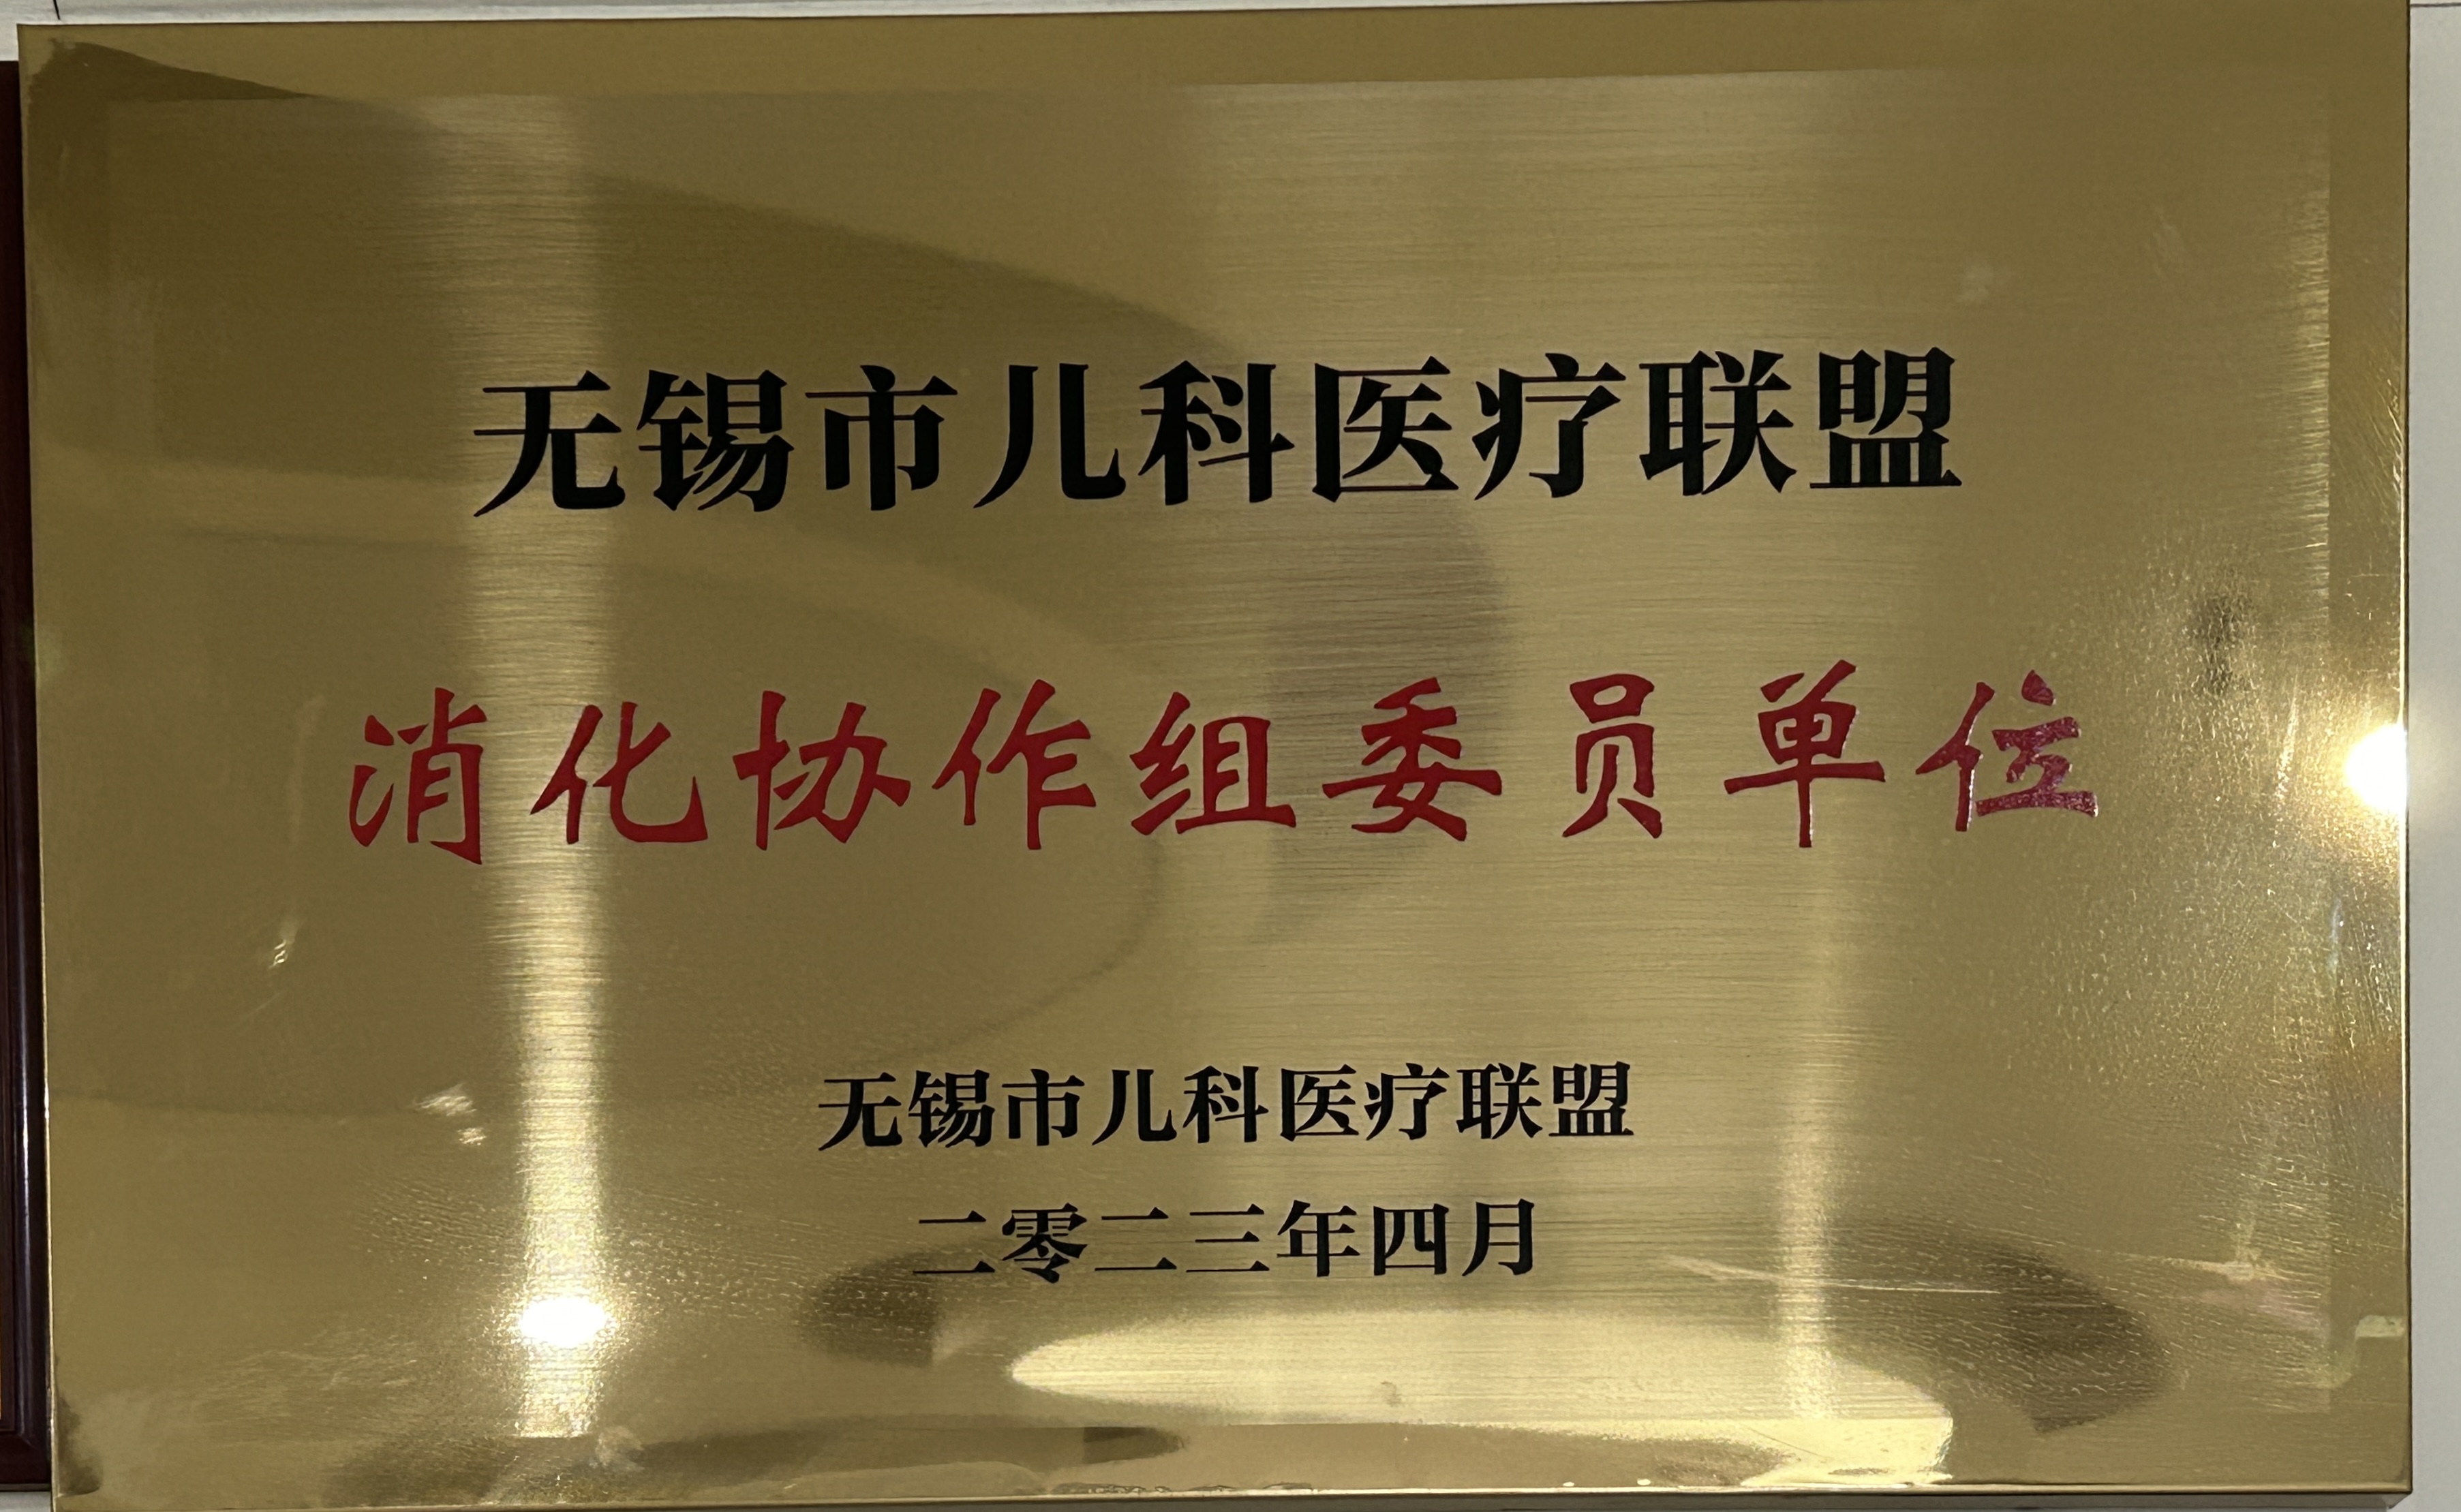 无锡市儿科医疗联盟
消化协作组委员单位
无锡市儿科医疗联盟
二零二三年四月